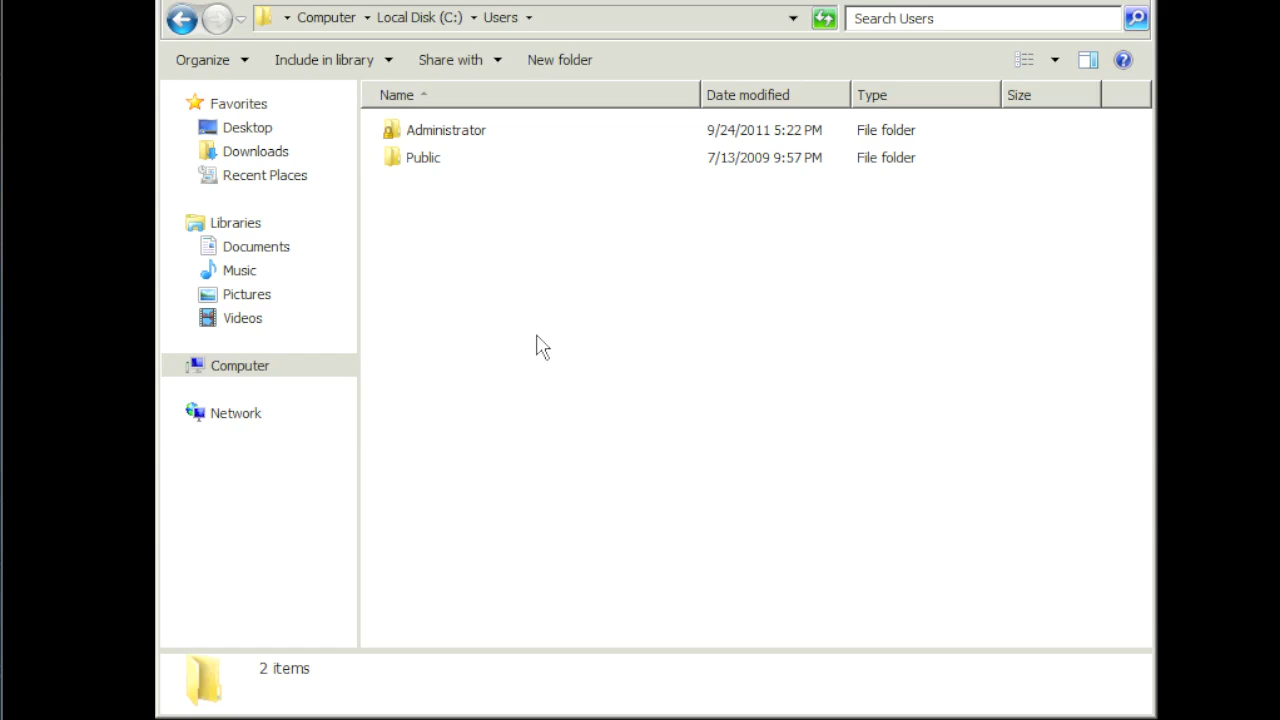 Computer Local Disk (C:) Users Search Users
Organize Include in library Share with New folder
Name Date modified Type Size
Favorites
Desktop
Downloads
Recent Places
Libraries
Documents
Music
Pictures
Videos
Computer
Network
Administrator 9/24/2011 5:22 PM File folder
Public 7/13/2009 9:57 PM File folder
2 items